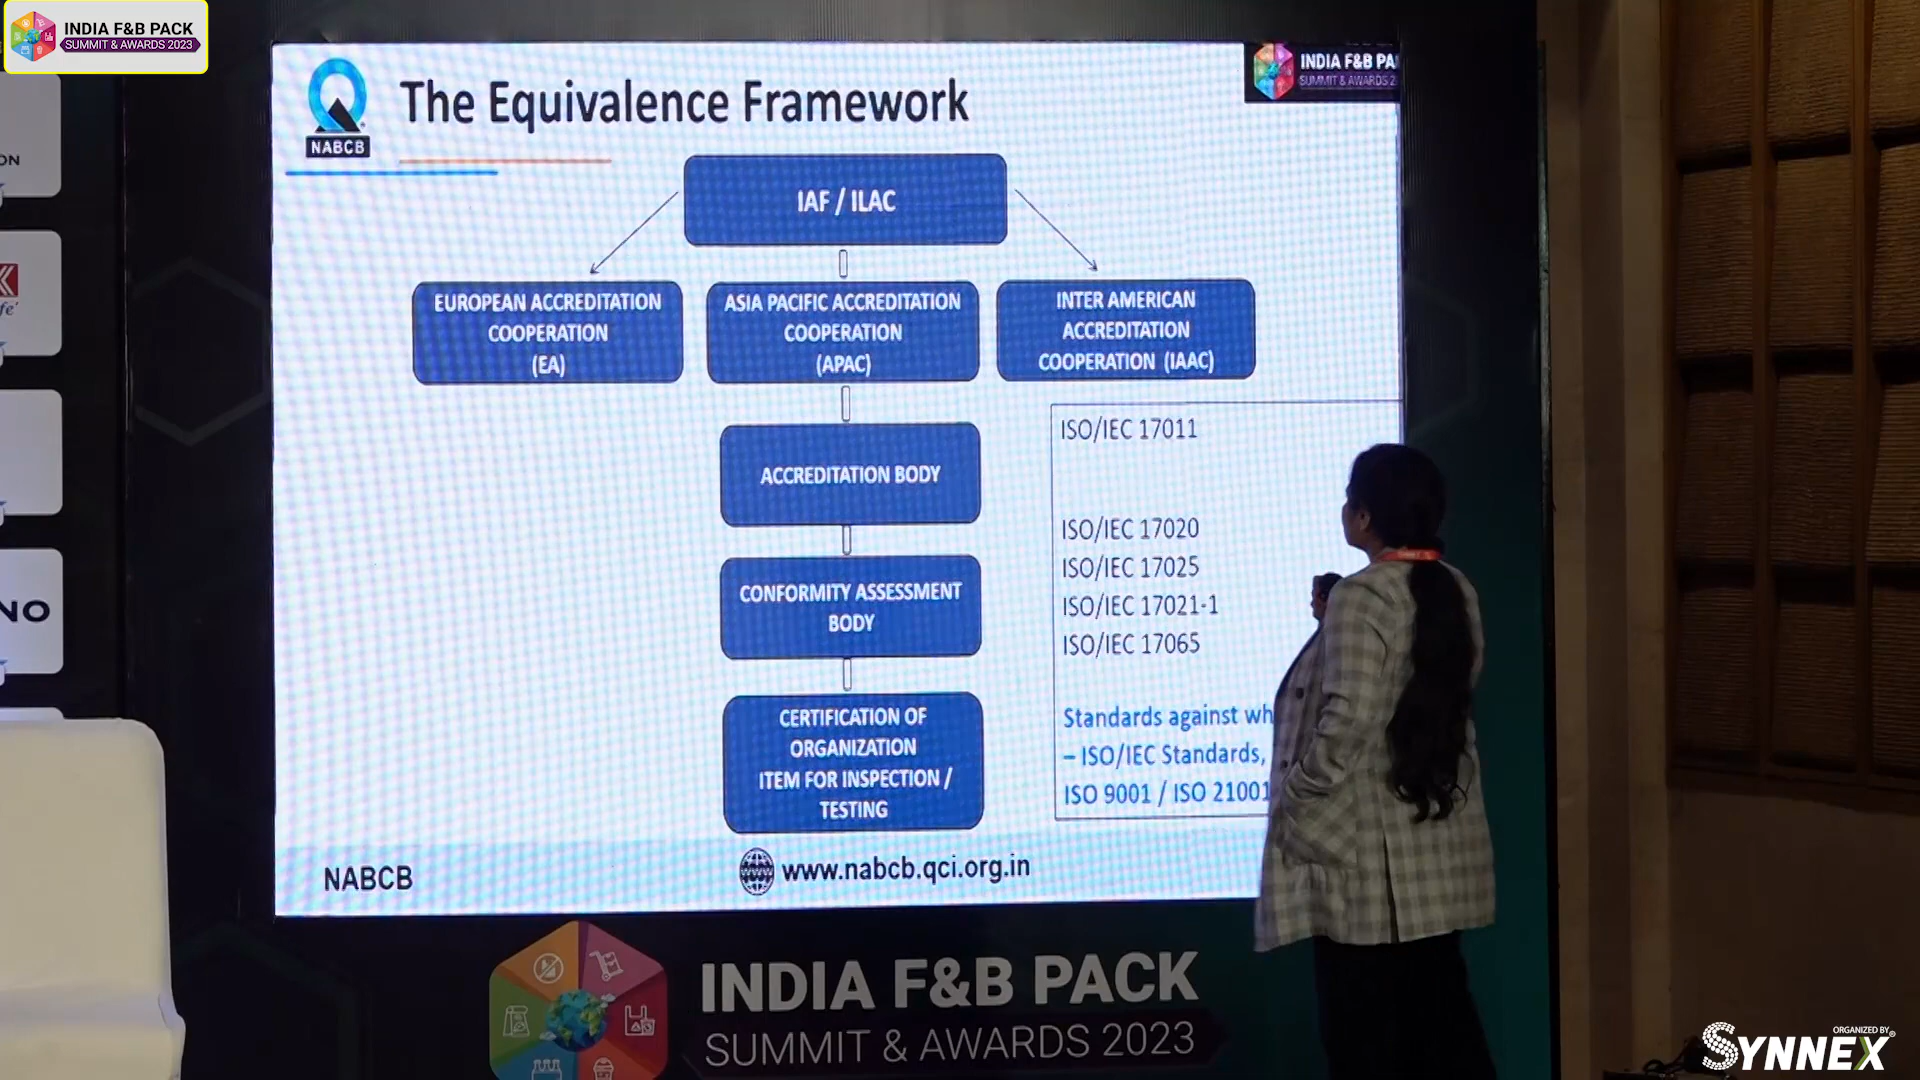 INDIA F&B PACK
SUMMIT & AWARDS 2023
INDIA F&B
SUMMIT & AWARDS
NABCB
The Equivalence Framework
IAF / ILAC
EUROPEAN ACCREDITATION
COOPERATION
(EA)
ASIA PACIFIC ACCREDITATION
COOPERATION
(APAC)
INTER AMERICAN
ACCREDITATION
COOPERATION (IAAC)
ACCREDITATION BODY
CONFORMITY ASSESSMENT
BODY
CERTIFICATION OF
ORGANIZATION
ITEM FOR INSPECTION /
TESTING
ISO/IEC 17011
ISO/IEC 17020
ISO/IEC 17025
ISO/IEC 17021-1
ISO/IEC 17065
Standards against
– ISO/IEC Standards,
ISO 9001 / ISO 21001
NABCB
www.nabcb.qci.org.in
INDIA F&B PACK
SUMMIT & AWARDS 2023
ORGANIZED BY
SYNNEX